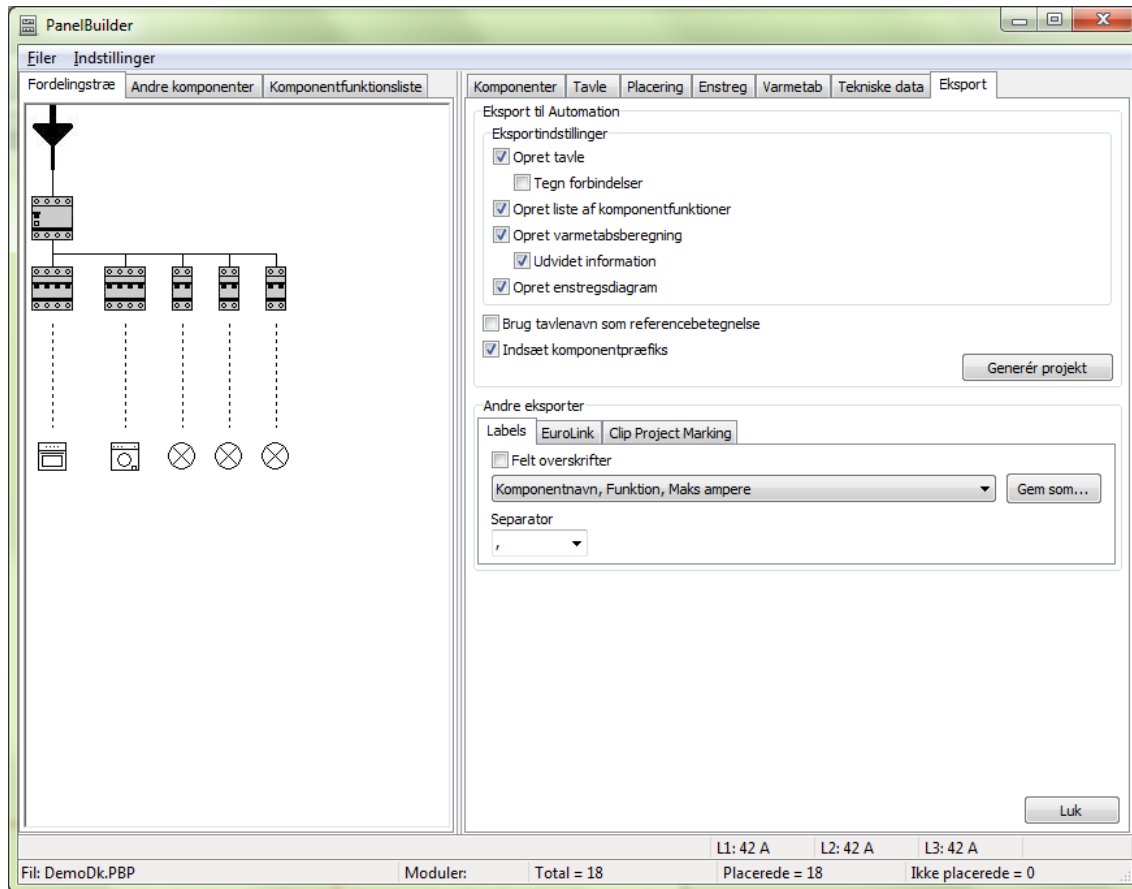 PanelBuilder
Filer Indstillinger
Fordelingstræ Andre komponenter Komponentfunktionsliste
Komponenter Tavle Placering Enstreg Varmetab Tekniske data Eksport
Eksport til Automation
Eksportindstillinger
Opret tavle
Tegn forbindelser
Opret liste af komponentfunktioner
Opret varmetabsberegning
Udvidet information
Opret enstregsdiagram
Brug tavlenavn som referencebetegnelse
Indsæt komponentpræfiks
Generér projekt
Andre eksporter
Labels EuroLink Clip Project Marking
Felt overskrifter
Komponentnavn, Funktion, Maks ampere
Gem som...
Separator
,
Luk
L1: 42 A L2: 42 A L3: 42 A
Fil: DemoDk.PBP Moduler: Total = 18 Placerede = 18 Ikke placerede = 0